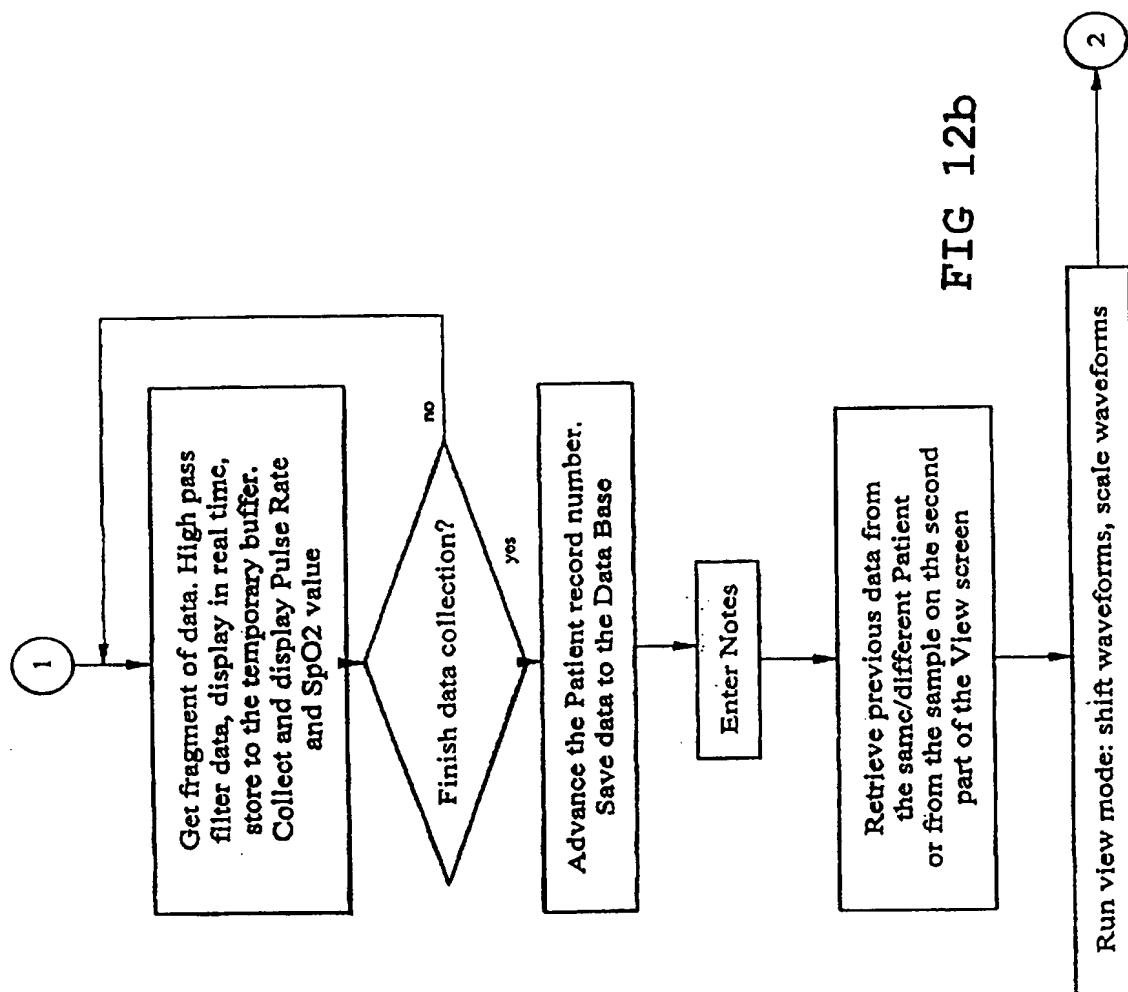 1
Get fragment of data. High pass
filter data, display in real time,
store to the temporary buffer.
Collect and display Pulse Rate
and SpO2 value
Finish data collection?
no
yes
Advance the Patient record number.
Save data to the Data Base
Enter Notes
Retrieve previous data from
the same/different Patient
or from the sample on the second
part of the View screen
Run view mode: shift waveforms, scale waveforms
2
FIG 12b